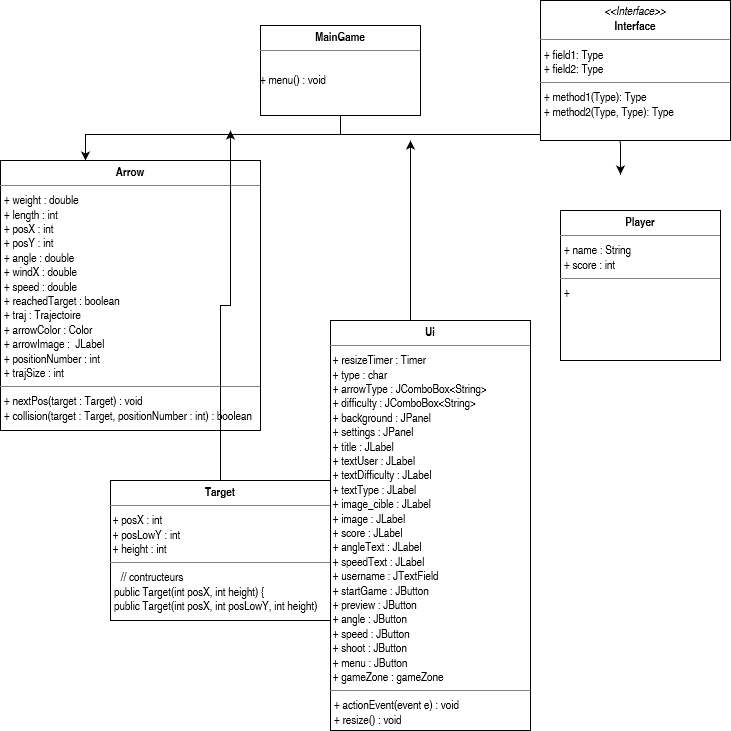 MainGame
+ menu() : void
<<Interface>>
Interface
+ field1: Type
+ field2: Type
+ method1(Type): Type
+ method2(Type, Type): Type
Arrow
+ weight : double
+ length : int
+ posX : int
+ posY : int
+ angle : double
+ windX : double
+ speed : double
+ reachedTarget : boolean
+ traj : Trajectoire
+ arrowColor : Color
+ arrowImage : JLabel
+ positionNumber : int
+ trajSize : int
+ nextPos(target : Target) : void
+ collision(target : Target, positionNumber : int) : boolean
Player
+ name : String
+ score : int
+
Target
+ posX : int
+ posLowY : int
+ height : int
// contructeurs
public Target(int posX, int height) {
public Target(int posX, int posLowY, int height)
Ui
+ resizeTimer : Timer
+ type : char
+ arrowType : JComboBox<String>
+ difficulty : JComboBox<String>
+ background : JPanel
+ settings : JPanel
+ title : JLabel
+ textUser : JLabel
+ textDifficulty : JLabel
+ textType : JLabel
+ image_cible : JLabel
+ image : JLabel
+ score : JLabel
+ angleText : JLabel
+ speedText : JLabel
+ username : JTextField
+ startGame : JButton
+ preview : JButton
+ angle : JButton
+ speed : JButton
+ shoot : JButton
+ menu : JButton
+ gameZone : gameZone
+ actionEvent(event e) : void
+ resize() : void